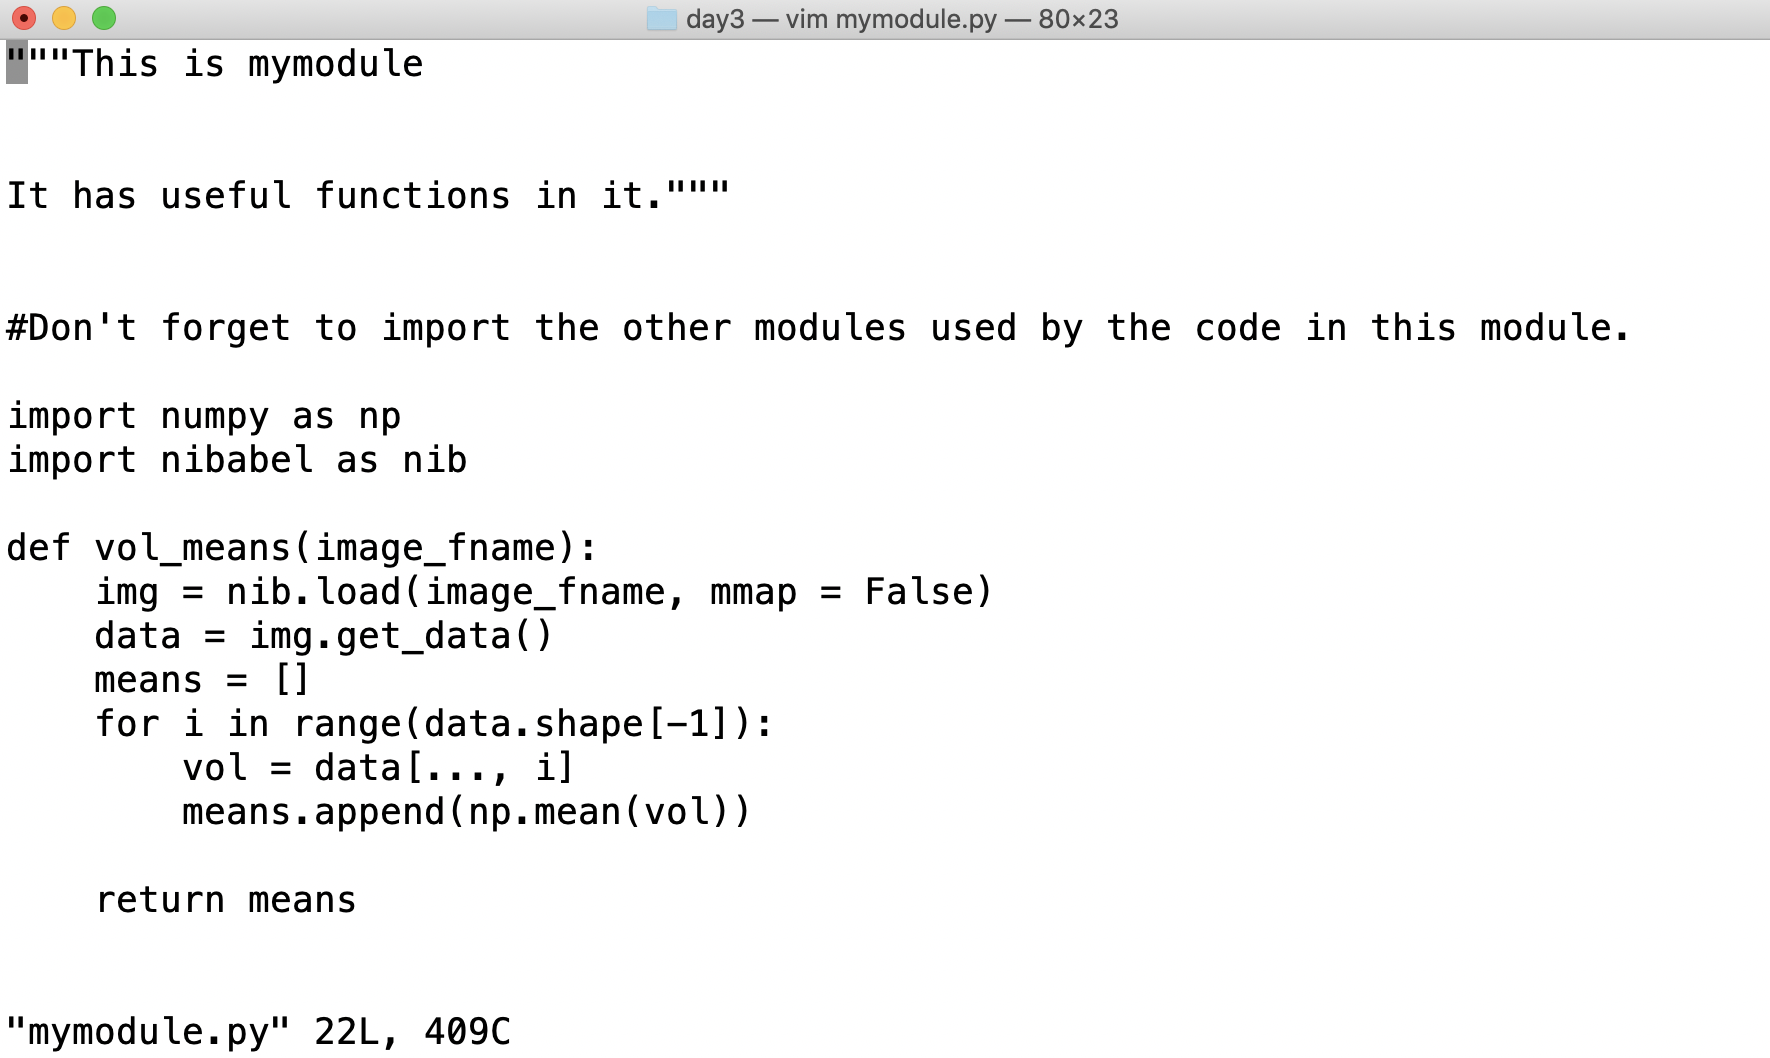 day3 — vim mymodule.py — 80×23
"""This is mymodule
It has useful functions in it."""
#Don't forget to import the other modules used by the code in this module.
import numpy as np
import nibabel as nib
def vol_means(image_fname):
    img = nib.load(image_fname, mmap = False)
    data = img.get_data()
    means = []
    for i in range(data.shape[-1]):
        vol = data[..., i]
        means.append(np.mean(vol))
    return means
"mymodule.py" 22L, 409C